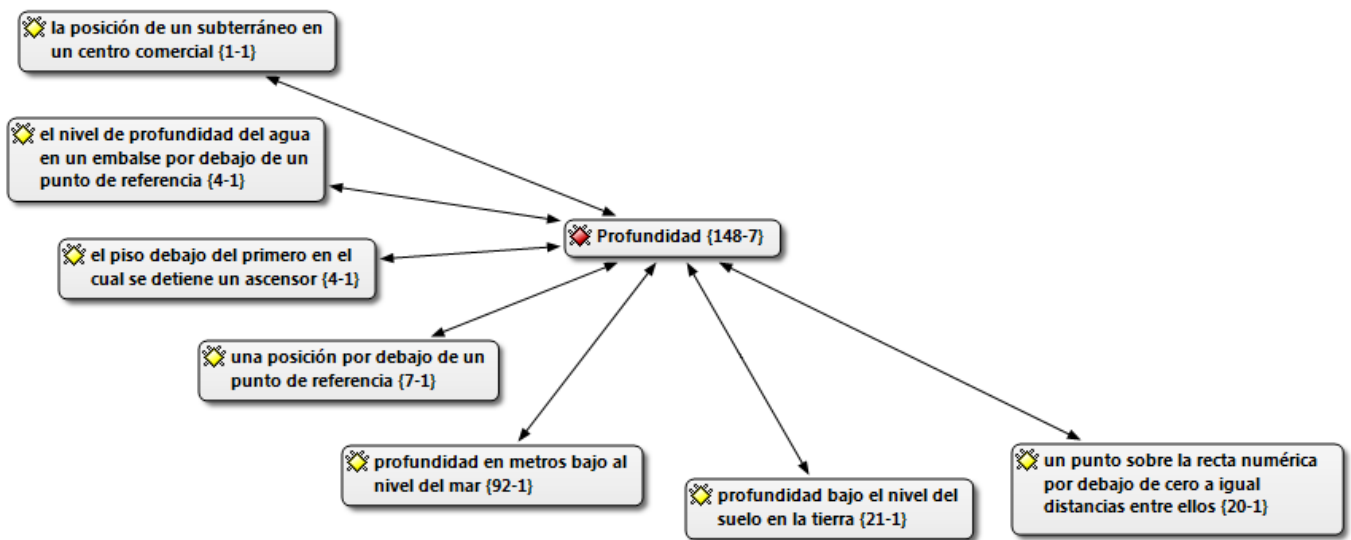 la posición de un subterráneo en
un centro comercial {1-1}
el nivel de profundidad del agua
en un embalse por debajo de un
punto de referencia {4-1}
Profundidad {148-7}
el piso debajo del primero en el
cual se detiene un ascensor {4-1}
una posición por debajo de un
punto de referencia {7-1}
profundidad en metros bajo al
nivel del mar {92-1}
profundidad bajo el nivel del
suelo en la tierra {21-1}
un punto sobre la recta numérica
por debajo de cero a igual
distancias entre ellos {20-1}